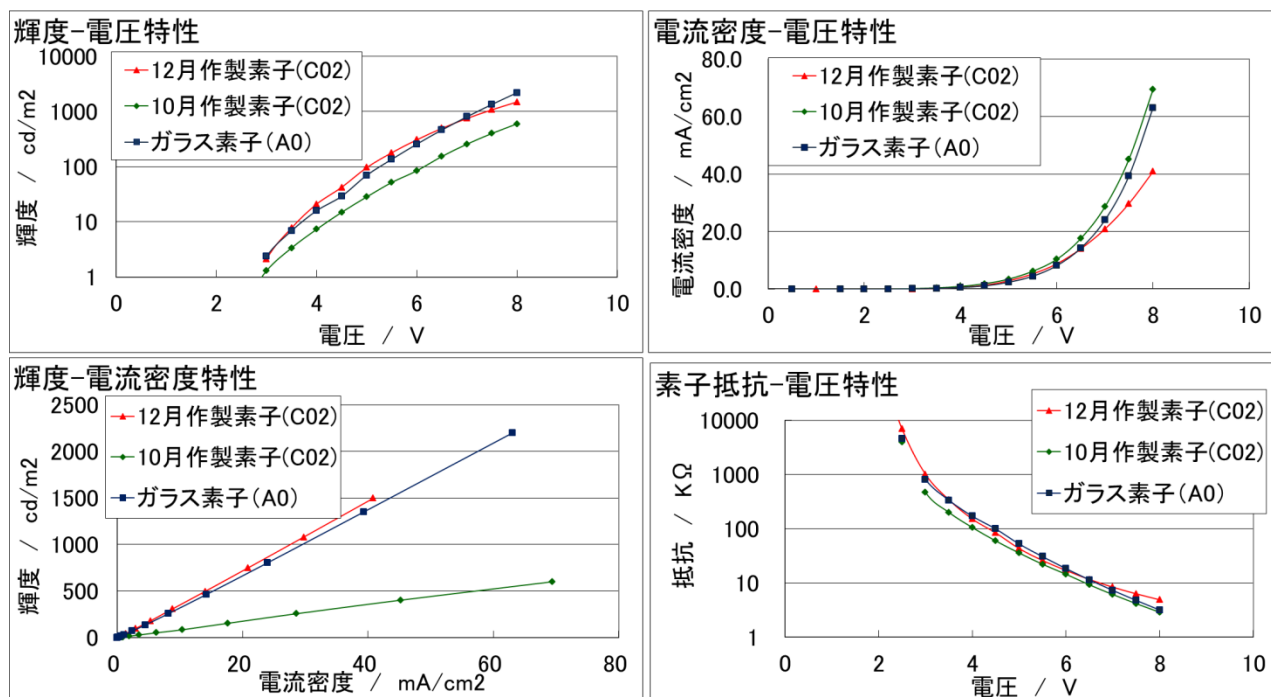 輝度-電圧特性
10000
1000
100
10
1
輝度 / cd/m2
12月作製素子(C02)
10月作製素子(C02)
ガラス素子(A0)
0 2 4 6 8 10
電圧 / V
電流密度-電圧特性
80.0
60.0
40.0
20.0
0.0
電流密度 / mA/cm2
12月作製素子(C02)
10月作製素子(C02)
ガラス素子(A0)
0 2 4 6 8 10
電圧 / V
輝度-電流密度特性
2500
2000
1500
1000
500
0
輝度 / cd/m2
12月作製素子(C02)
10月作製素子(C02)
ガラス素子(A0)
0 20 40 60 80
電流密度 / mA/cm2
素子抵抗-電圧特性
10000
1000
100
10
1
抵抗 / KΩ
12月作製素子(C02)
10月作製素子(C02)
ガラス素子(A0)
0 2 4 6 8 10
電圧 / V